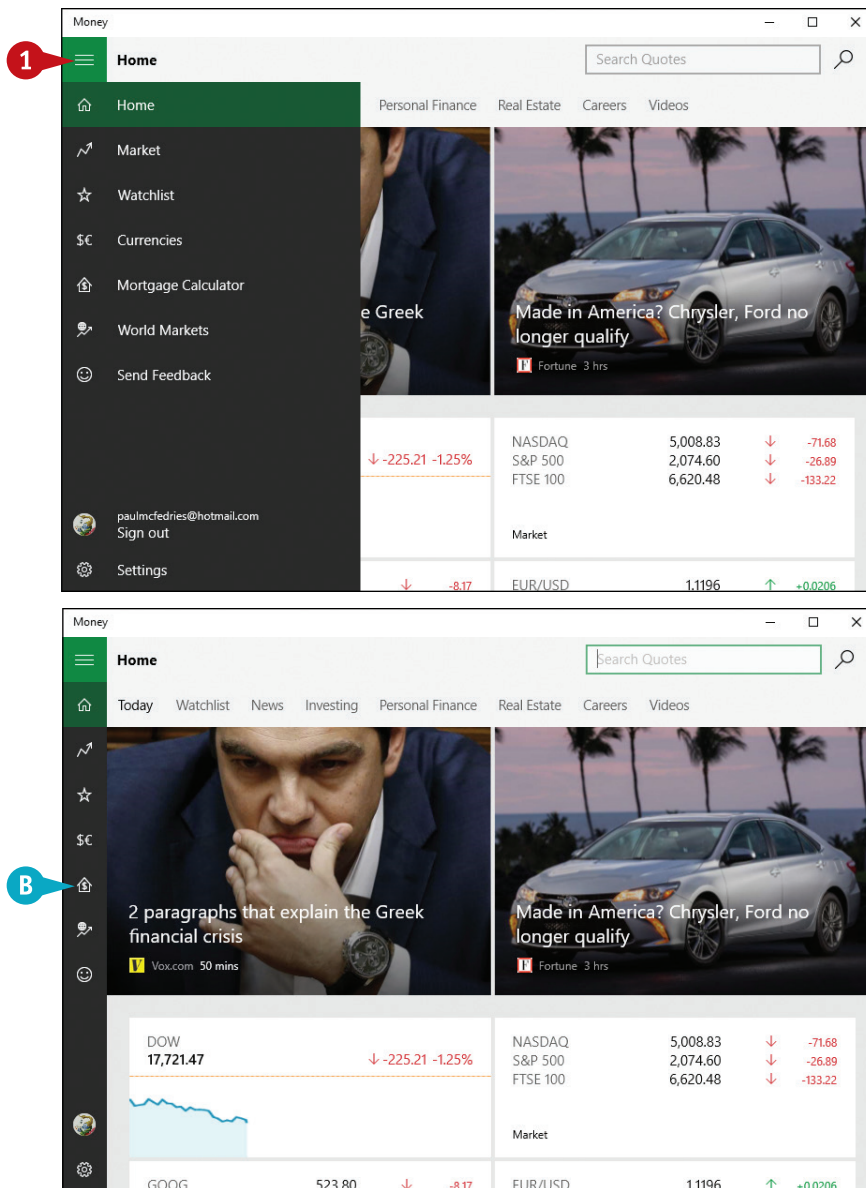 Money
1
Home
Search Quotes
Home
Personal Finance Real Estate Careers Videos
Market
Watchlist
$€ Currencies
Mortgage Calculator
World Markets
Send Feedback
e Greek
Made in America? Chrysler, Ford no
longer qualify
F Fortune 3 hrs
-225.21 -1.25%
NASDAQ 5,008.83 -71.68
S&P 500 2,074.60 -26.89
FTSE 100 6,620.48 -133.22
Market
paulmcfedries@hotmail.com
Sign out
Settings
-8.17
EUR/USD 1.1196 +0.0206
Money
Home
Search Quotes
Today Watchlist News Investing Personal Finance Real Estate Careers Videos
$€
B
2 paragraphs that explain the Greek
financial crisis
V Vox.com 50 mins
Made in America? Chrysler, Ford no
longer qualify
F Fortune 3 hrs
DOW
17,721.47 -225.21 -1.25%
NASDAQ 5,008.83 -71.68
S&P 500 2,074.60 -26.89
FTSE 100 6,620.48 -133.22
Market
GOOG 523.80 -8.17
EUR/USD 1.1196 +0.0206